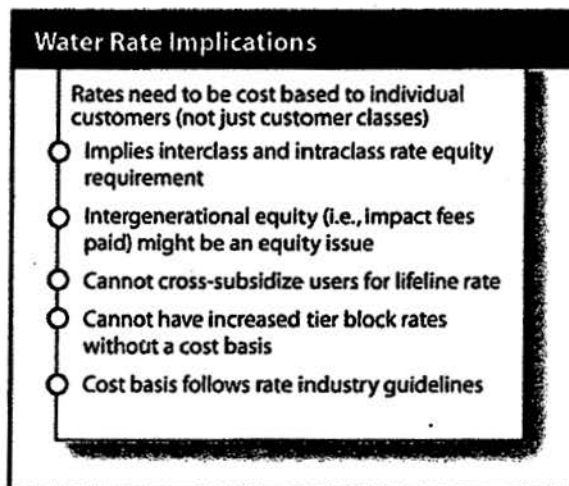 Water Rate Implications
Rates need to be cost based to individual
customers (not just customer classes)
Implies interclass and intraclass rate equity
requirement
Intergenerational equity (i.e., impact fees
paid) might be an equity issue
Cannot cross-subsidize users for lifeline rate
Cannot have increased tier block rates
without a cost basis
Cost basis follows rate industry guidelines